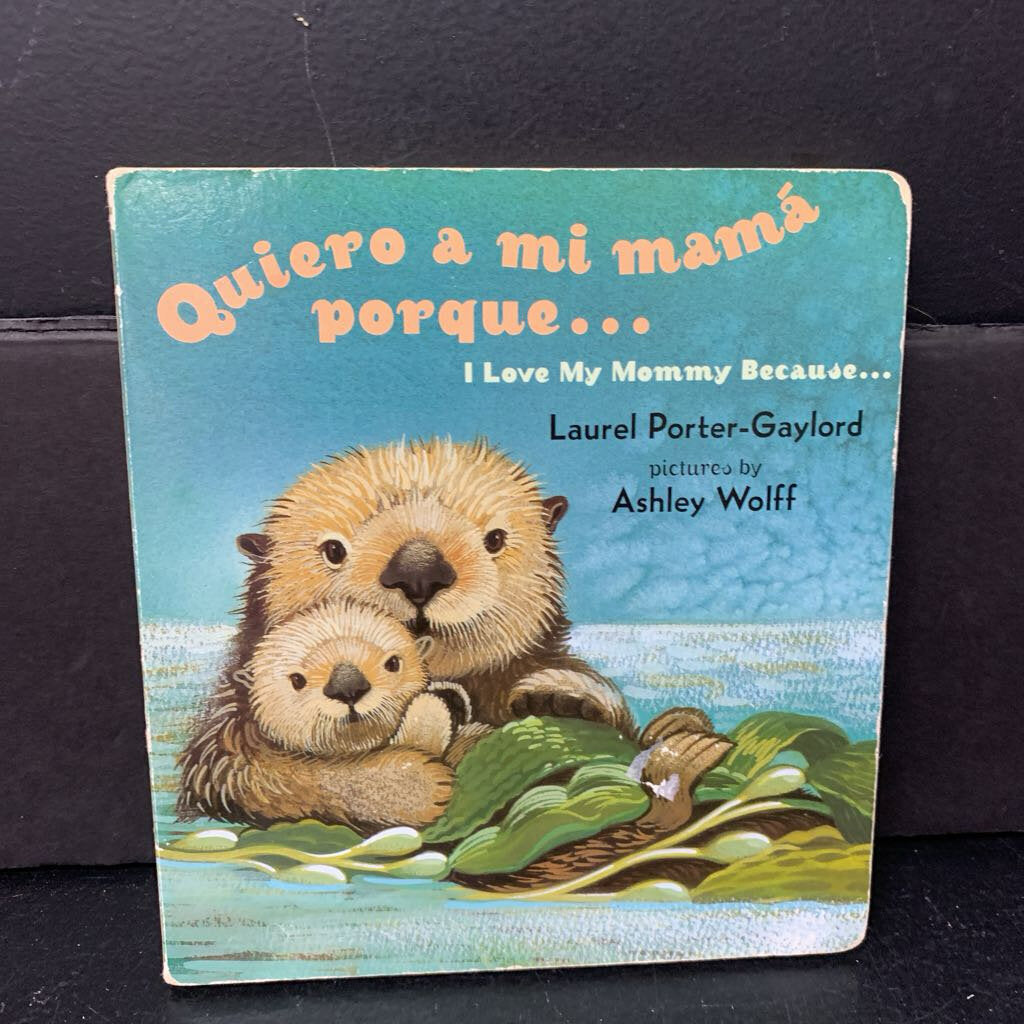 Quiero a mi mamá
porque...
I Love My Mommy Because...
Laurel Porter-Gaylord
pictures by
Ashley Wolff